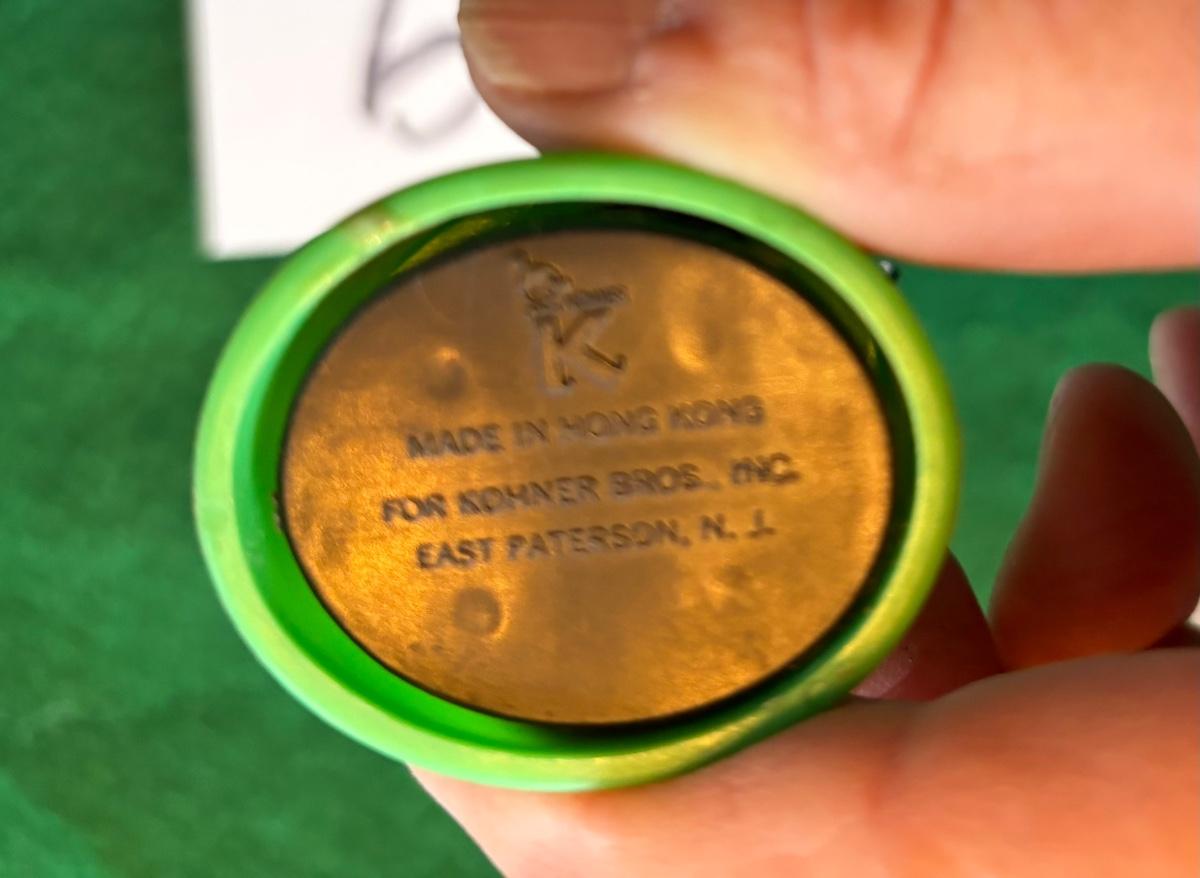 K
MADE IN HONG KONG
FOR KOHNER BROS., INC.
EAST PATERSON, N. J.